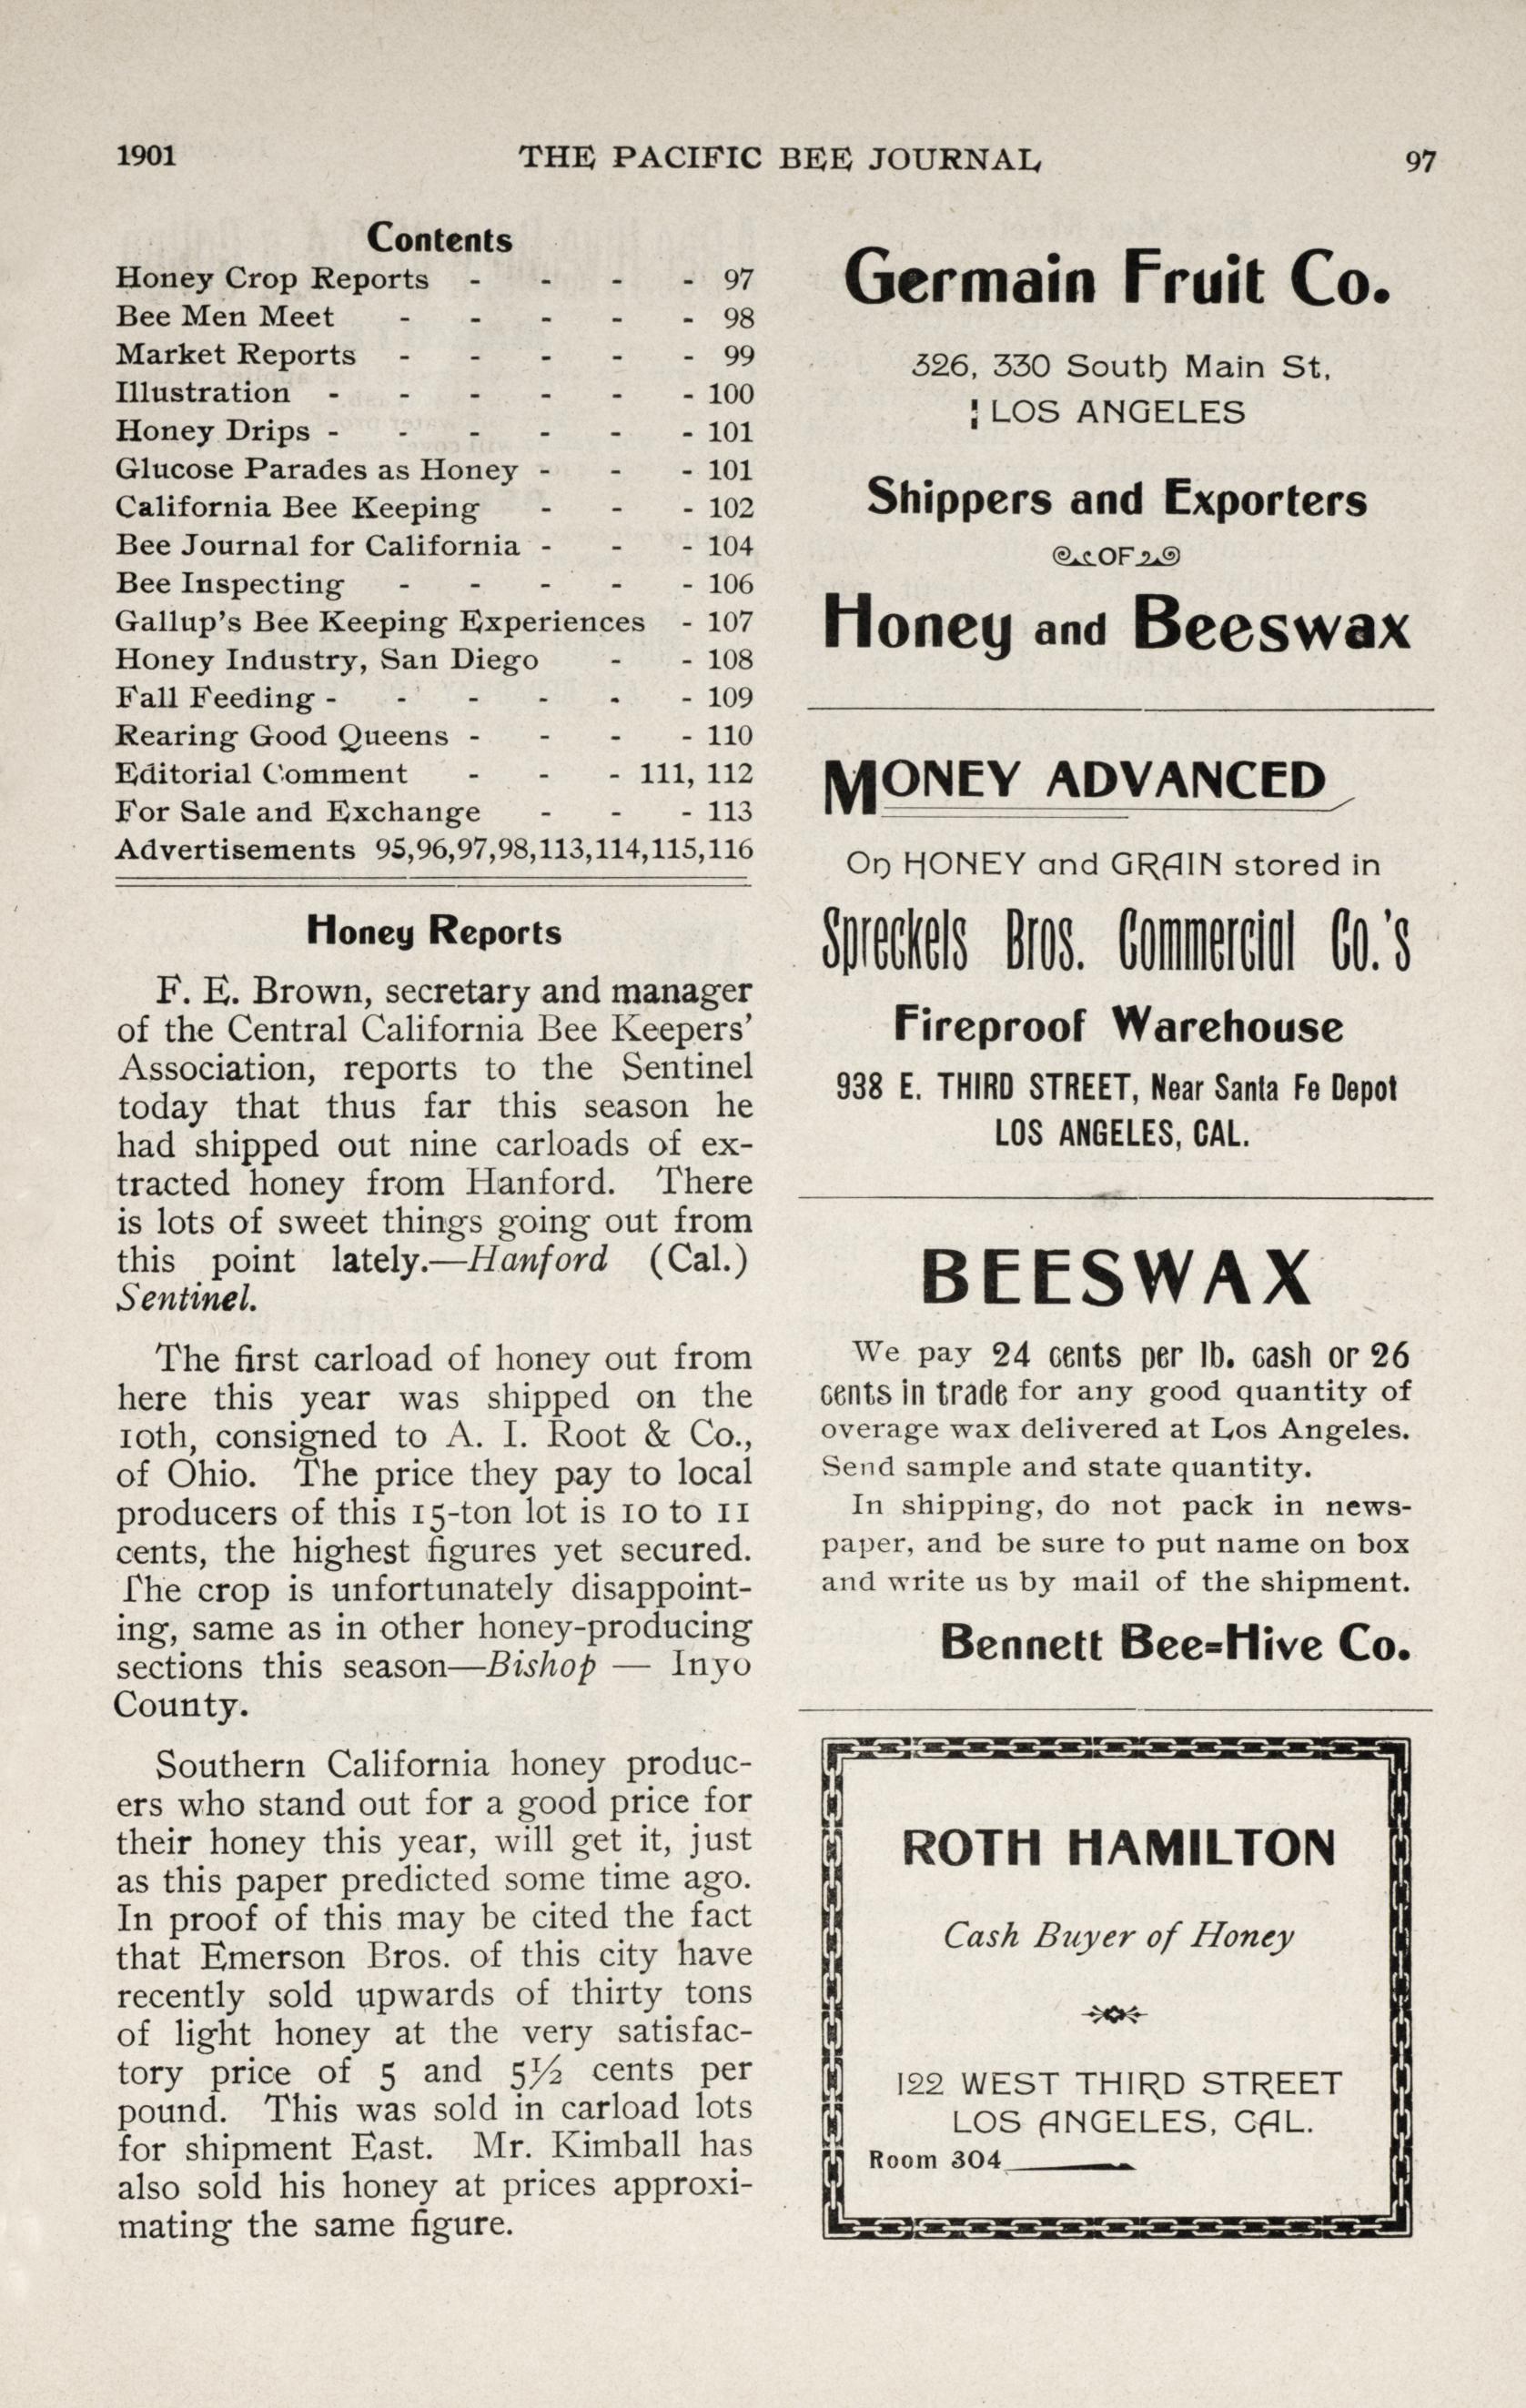 1901
THE PACIFIC BEE JOURNAL
97
Contents
Honey Crop Reports - - - - 97
Bee Men Meet - - - - - 98
Market Reports - - - - - 99
Illustration - - - - - - 100
Honey Drips - - - - - - 101
Glucose Parades as Honey - - - 101
California Bee Keeping - - - 102
Bee Journal for California - - - 104
Bee Inspecting - - - - - 106
Gallup's Bee Keeping Experiences - 107
Honey Industry, San Diego - - 108
Fall Feeding - - - - - - 109
Rearing Good Queens - - - - 110
Editorial Comment - - - 111, 112
For Sale and Exchange - - - 113
Advertisements 95,96,97,98,113,114,115,116
Honey Reports
F. E. Brown, secretary and manager
of the Central California Bee Keepers'
Association, reports to the Sentinel
today that thus far this season he
had shipped out nine carloads of ex-
tracted honey from Hanford. There
is lots of sweet things going out from
this point lately.—Hanford (Cal.)
Sentinel.
The first carload of honey out from
here this year was shipped on the
10th, consigned to A. I. Root & Co.,
of Ohio. The price they pay to local
producers of this 15-ton lot is 10 to 11
cents, the highest figures yet secured.
The crop is unfortunately disappoint-
ing, same as in other honey-producing
sections this season—Bishop — Inyo
County.
Southern California honey produc-
ers who stand out for a good price for
their honey this year, will get it, just
as this paper predicted some time ago.
In proof of this may be cited the fact
that Emerson Bros. of this city have
recently sold upwards of thirty tons
of light honey at the very satisfac-
tory price of 5 and 5½ cents per
pound. This was sold in carload lots
for shipment East. Mr. Kimball has
also sold his honey at prices approxi-
mating the same figure.
Germain Fruit Co.
326, 330 South Main St,
¦ LOS ANGELES
Shippers and Exporters
OF
Honey and Beeswax
MONEY ADVANCED
On HONEY and GRAIN stored in
Spreckels Bros. Commercial Co.'s
Fireproof Warehouse
938 E. THIRD STREET, Near Santa Fe Depot
LOS ANGELES, CAL.
BEESWAX
We pay 24 cents per lb. cash or 26
cents in trade for any good quantity of
overage wax delivered at Los Angeles.
Send sample and state quantity.
In shipping, do not pack in news-
paper, and be sure to put name on box
and write us by mail of the shipment.
Bennett Bee-Hive Co.
ROTH HAMILTON
Cash Buyer of Honey
122 WEST THIRD STREET
LOS ANGELES, CAL.
Room 304